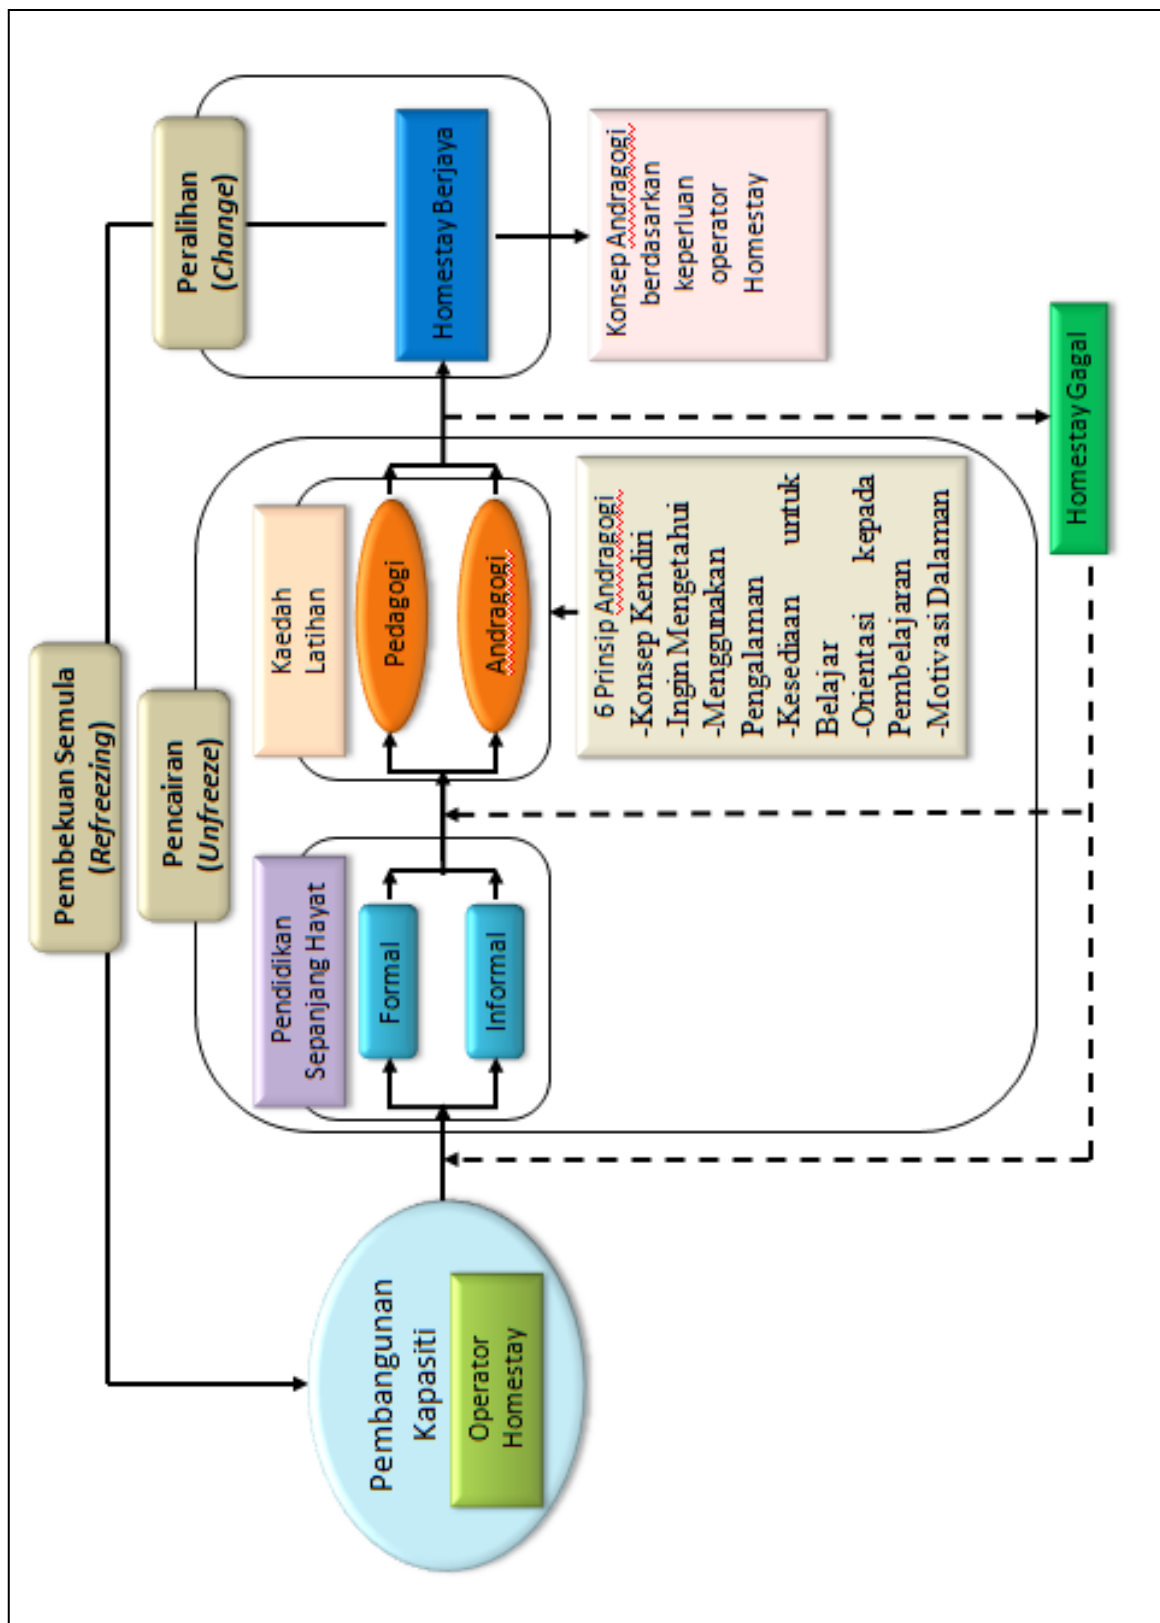 Pembekuan Semula
(Refreezing)
Pencairan
(Unfreeze)
Peralihan
(Change)
Pendidikan
Sepanjang Hayat
Kaedah
Latihan
Formal
Informal
Pedagogi
Andragogi
Homestay Berjaya
Pembangunan
Kapasiti
Operator
Homestay
6 Prinsip Andragogi
-Konsep Kendiri
-Ingin Mengetahui
-Menggunakan
Pengalaman
-Kesediaan untuk
Belajar
-Orientasi kepada
Pembelajaran
-Motivasi Dalaman
Konsep Andragogi
berdasarkan
keperluan
operator
Homestay
Homestay Gagal